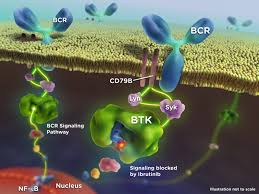 BCR
BCR
CD79B
Lyn
Syk
BTK
BCR Signaling
Pathway
Signaling blocked
by Ibrutinib
NF-κB
Nucleus
Illustration not to scale